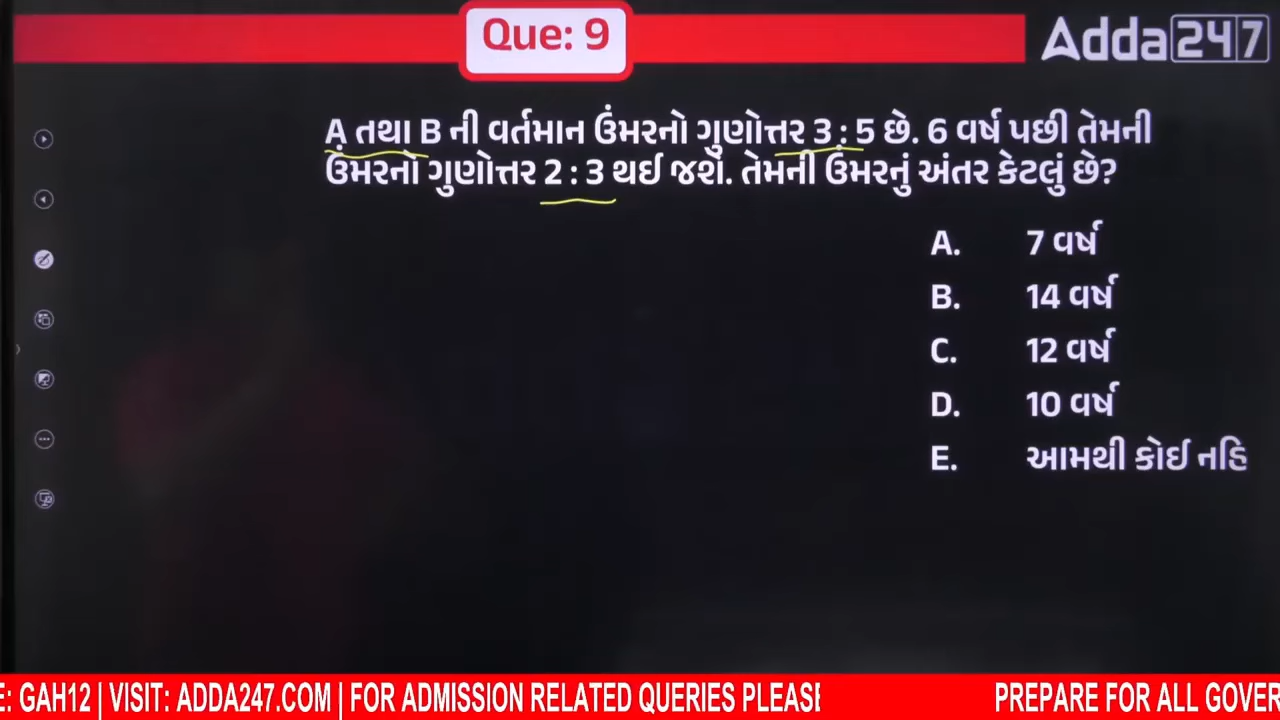 Que: 9
Adda247
A તથા B ની વર્તમાન ઉંમરનો ગુણોત્તર 3 : 5 છે. 6 વર્ષ પછી તેમની
ઉંમરનો ગુણોત્તર 2 : 3 થઈ જશે. તેમની ઉંમરનું અંતર કેટલું છે?
A. 7 વર્ષ
B. 14 વર્ષ
C. 12 વર્ષ
D. 10 વર્ષ
E. આમથી કોઈ નહિ
E: GAH12 | VISIT: ADDA247.COM | FOR ADMISSION RELATED QUERIES PLEASE PREPARE FOR ALL GOVER